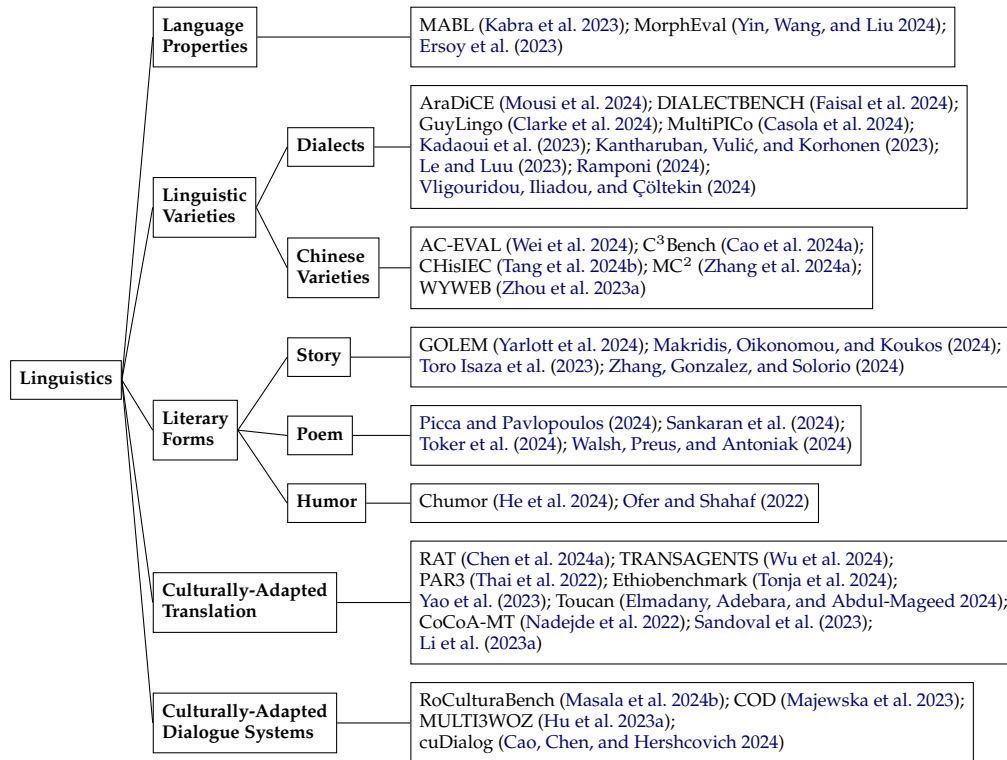 Language
Properties
MABL (Kabra et al. 2023); MorphEval (Yin, Wang, and Liu 2024);
Ersoy et al. (2023)
Linguistic
Varieties
Dialects
AraDiCE (Mousi et al. 2024); DIALECTBENCH (Faisal et al. 2024);
GuyLingo (Clarke et al. 2024); MultiPICo (Casola et al. 2024);
Kadaoui et al. (2023); Kantharuban, Vulić, and Korhonen (2023);
Le and Luu (2023); Ramponi (2024);
Vligouridou, Iliadou, and Çöltekin (2024)
Chinese
Varieties
AC-EVAL (Wei et al. 2024); C³Bench (Cao et al. 2024a);
CHisIEC (Tang et al. 2024b); MC² (Zhang et al. 2024a);
WYWEB (Zhou et al. 2023a)
Linguistics
Literary
Forms
Story
GOLEM (Yarlott et al. 2024); Makridis, Oikonomou, and Koukos (2024);
Toro Isaza et al. (2023); Zhang, Gonzalez, and Solorio (2024)
Poem
Picca and Pavlopoulos (2024); Sankaran et al. (2024);
Toker et al. (2024); Walsh, Preus, and Antoniak (2024)
Humor
Chumor (He et al. 2024); Ofer and Shahaf (2022)
Culturally-Adapted
Translation
RAT (Chen et al. 2024a); TRANSAGENTS (Wu et al. 2024);
PAR3 (Thai et al. 2022); Ethiobenchmark (Tonja et al. 2024);
Yao et al. (2023); Toucan (Elmadany, Adebara, and Abdul-Mageed 2024);
CoCoA-MT (Nadejde et al. 2022); Sandoval et al. (2023);
Li et al. (2023a)
Culturally-Adapted
Dialogue Systems
RoCulturaBench (Masala et al. 2024b); COD (Majewska et al. 2023);
MULTI3WOZ (Hu et al. 2023a);
cuDialog (Cao, Chen, and Hershcovich 2024)